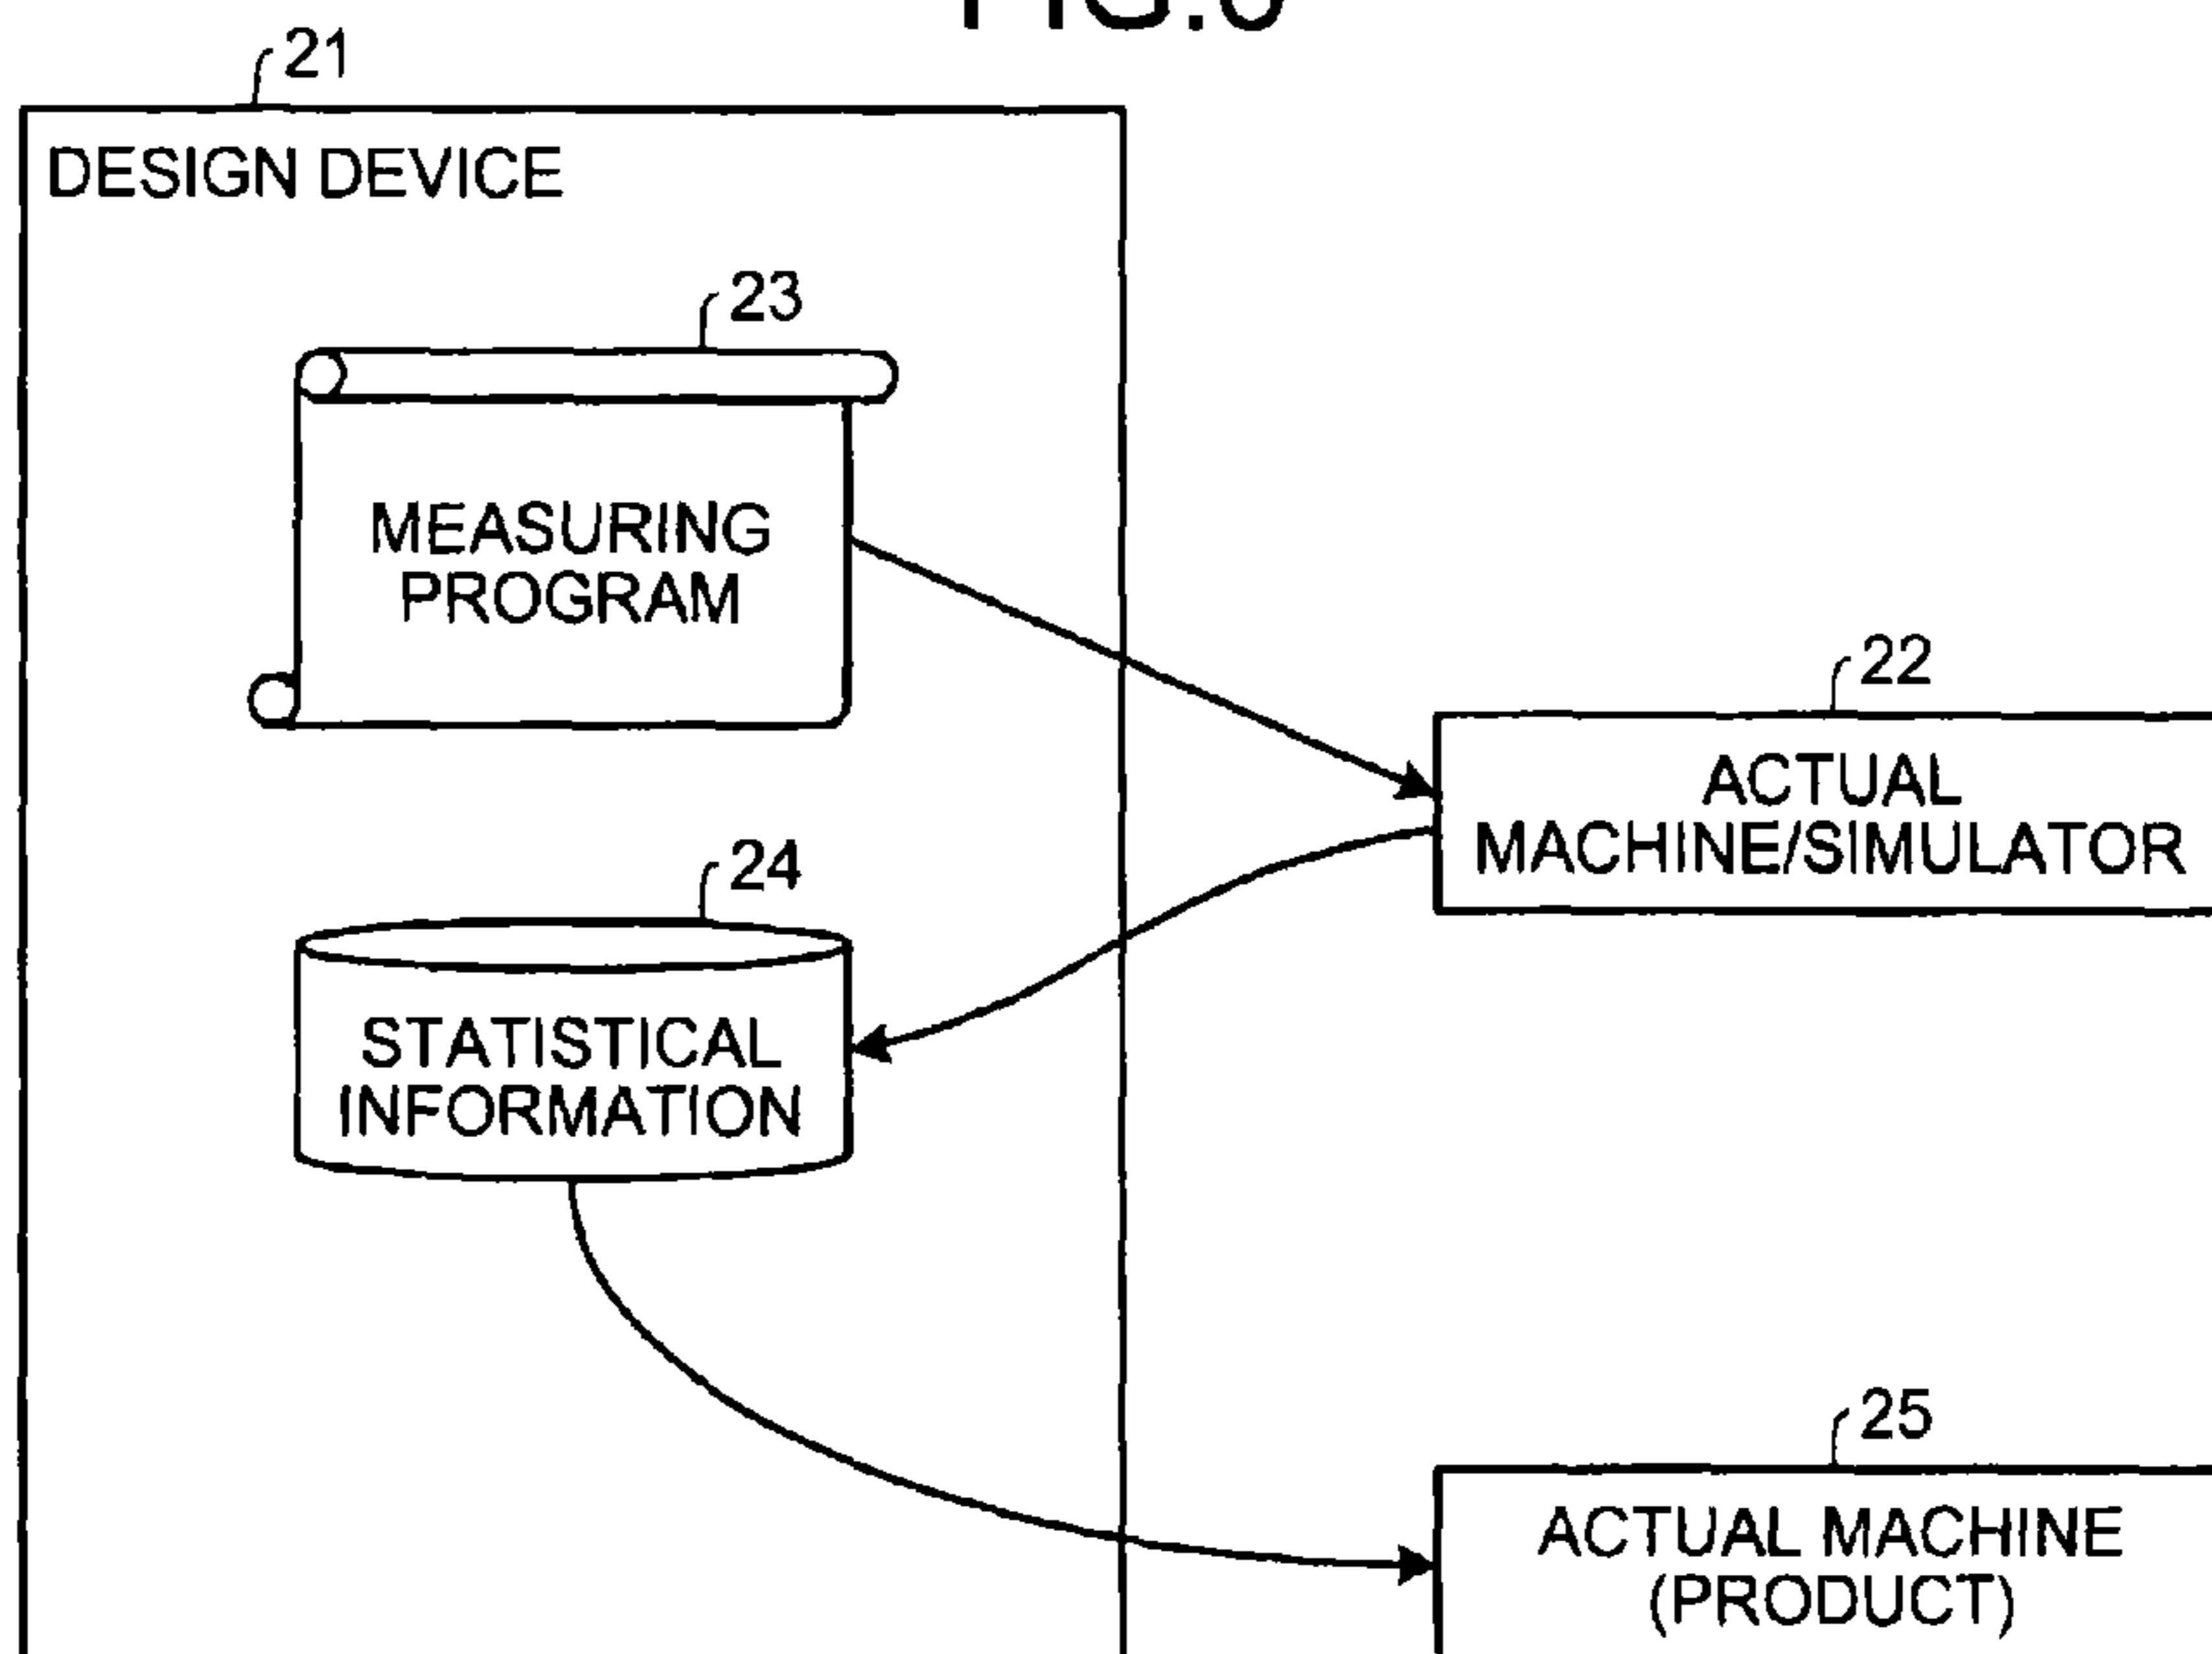 21
DESIGN DEVICE
23
MEASURING
PROGRAM
22
ACTUAL
MACHINE/SIMULATOR
24
STATISTICAL
INFORMATION
25
ACTUAL MACHINE
(PRODUCT)